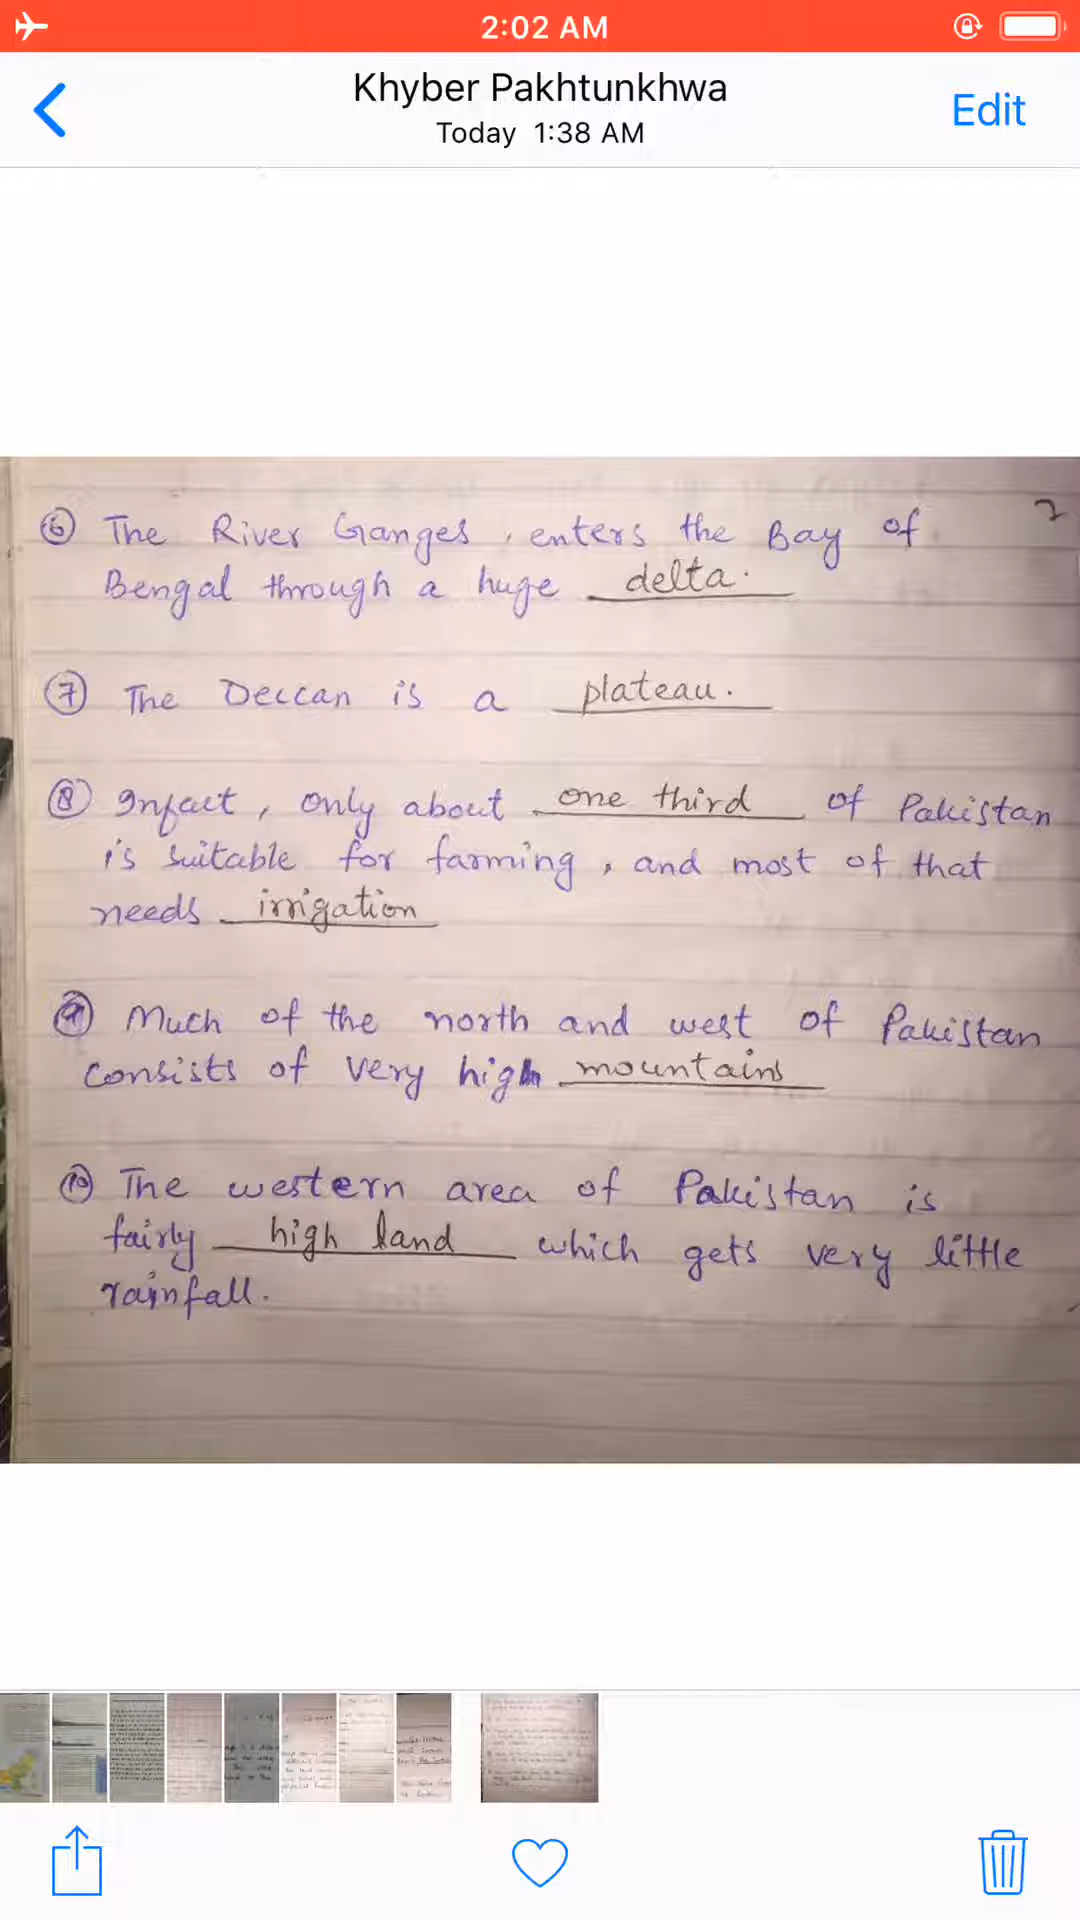 2:02 AM
Khyber Pakhtunkhwa
Today 1:38 AM
Edit
2
6 The River Ganges, enters the Bay of
Bengal through a huge delta.
7 The Deccan is a plateau.
8 Infact, only about one third of Pakistan
is suitable for farming, and most of that
needs irrigation
9 Much of the north and west of Pakistan
consists of very high mountains
10 The western area of Pakistan is
fairly high land which gets very little
rainfall.